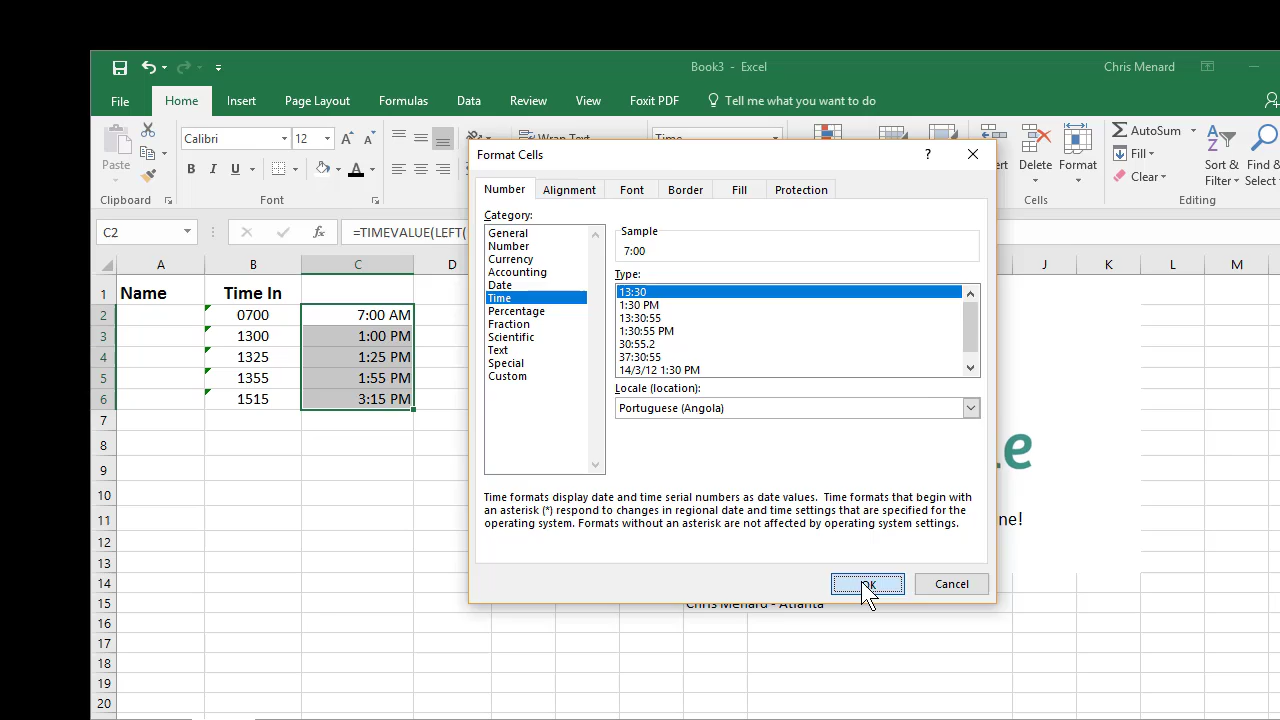 Book3 - Excel
Chris Menard
File Home Insert Page Layout Formulas Data Review View Foxit PDF Tell me what you want to do
Paste
Calibri 12
B I U A
Wrap Text
Time
Delete
Format
AutoSum
Fill
Clear
Sort &
Filter
Find &
Select
Clipboard
Font
Cells
Editing
C2 fx =TIMEVALUE(LEFT(
A B C D J K L M
1 Name Time In
2 0700 7:00 AM
3 1300 1:00 PM
4 1325 1:25 PM
5 1355 1:55 PM
6 1515 3:15 PM
7
8
9
10
11
12
13
14
15
16
17
18
19
20
Format Cells ?
Number Alignment Font Border Fill Protection
Category:
General
Number
Currency
Accounting
Date
Time
Percentage
Fraction
Scientific
Text
Special
Custom
Sample
7:00
Type:
13:30
1:30 PM
13:30:55
1:30:55 PM
30:55.2
37:30:55
14/3/12 1:30 PM
Locale (location):
Portuguese (Angola)
Time formats display date and time serial numbers as date values. Time formats that begin with
an asterisk (*) respond to changes in regional date and time settings that are specified for the
operating system. Formats without an asterisk are not affected by operating system settings.
OK Cancel
ne!
Chris Menard - Atlanta